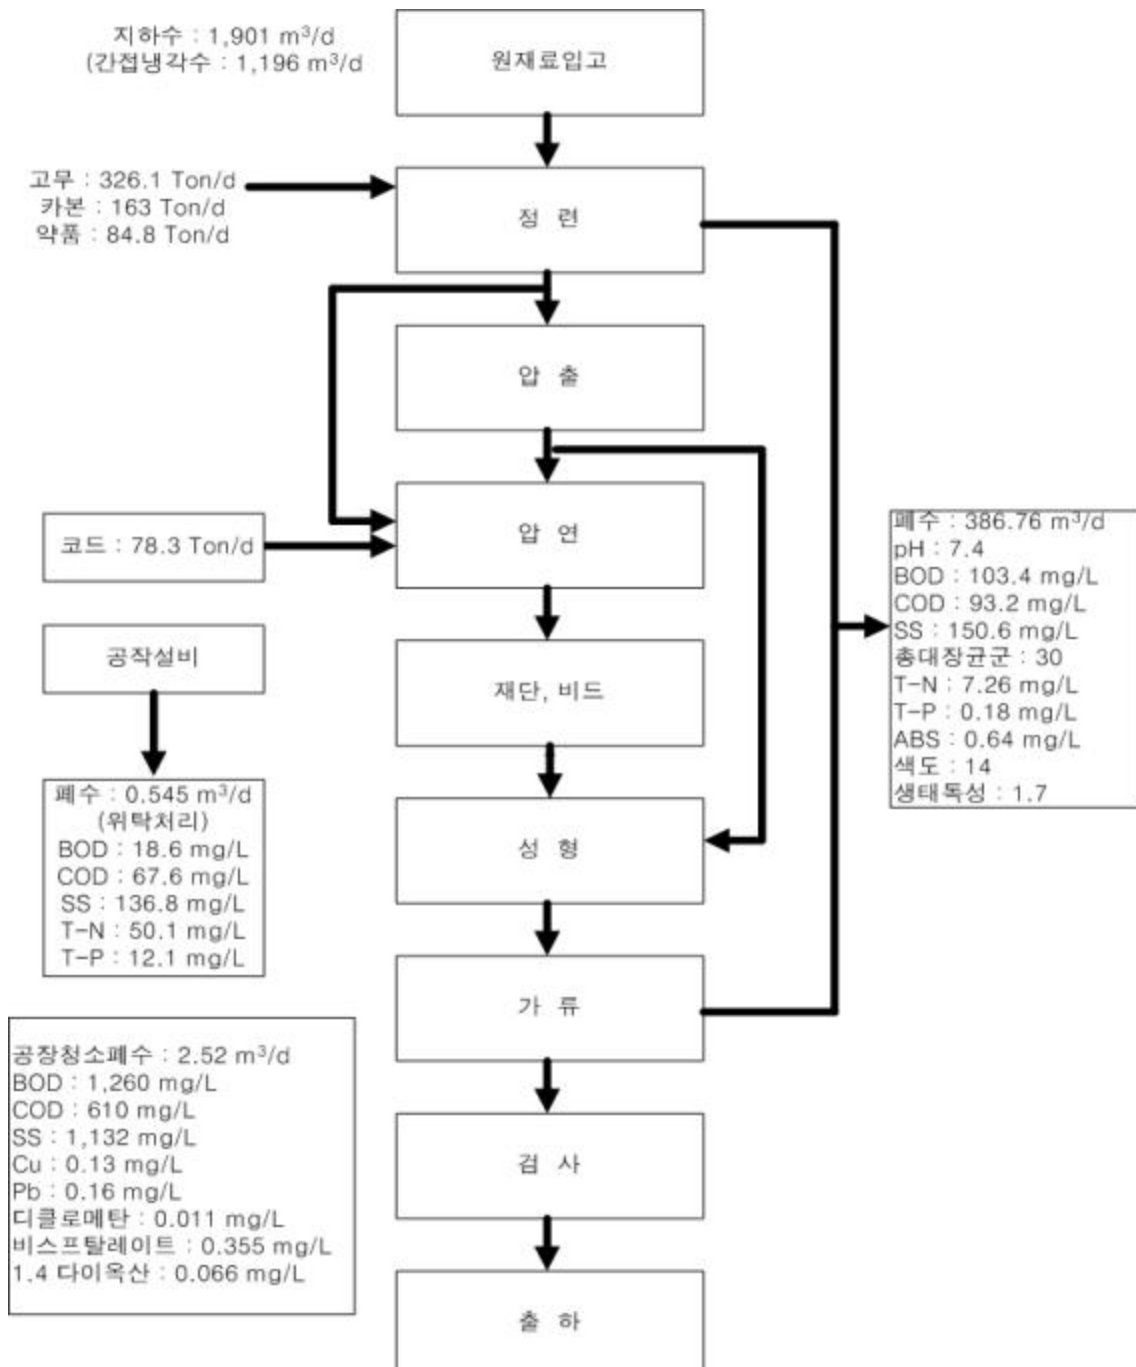 지하수 : 1,901 m³/d
(간접냉각수 : 1,196 m³/d
원재료입고
고무 : 326.1 Ton/d
카본 : 163 Ton/d
약품 : 84.8 Ton/d
정 련
압 출
압 연
코드 : 78.3 Ton/d
공작설비
재단, 비드
폐수 : 386.76 m³/d
pH : 7.4
BOD : 103.4 mg/L
COD : 93.2 mg/L
SS : 150.6 mg/L
총대장균군 : 30
T-N : 7.26 mg/L
T-P : 0.18 mg/L
ABS : 0.64 mg/L
색도 : 14
생태독성 : 1.7
폐수 : 0.545 m³/d
(위탁처리)
BOD : 18.6 mg/L
COD : 67.6 mg/L
SS : 136.8 mg/L
T-N : 50.1 mg/L
T-P : 12.1 mg/L
성 형
가 류
공장청소폐수 : 2.52 m³/d
BOD : 1,260 mg/L
COD : 610 mg/L
SS : 1,132 mg/L
Cu : 0.13 mg/L
Pb : 0.16 mg/L
디클로메탄 : 0.011 mg/L
비스프탈레이트 : 0.355 mg/L
1.4 다이옥산 : 0.066 mg/L
검 사
출 하